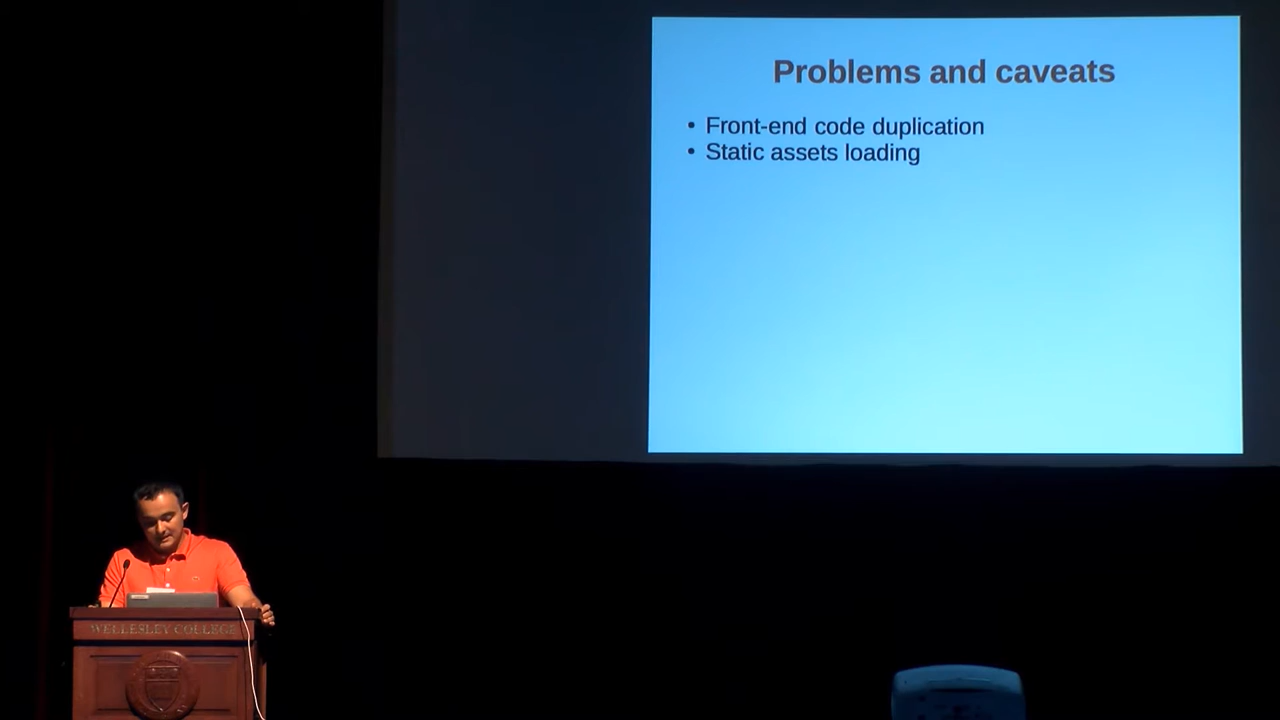 Problems and caveats
• Front-end code duplication
• Static assets loading
WELLESLEY COLLEGE